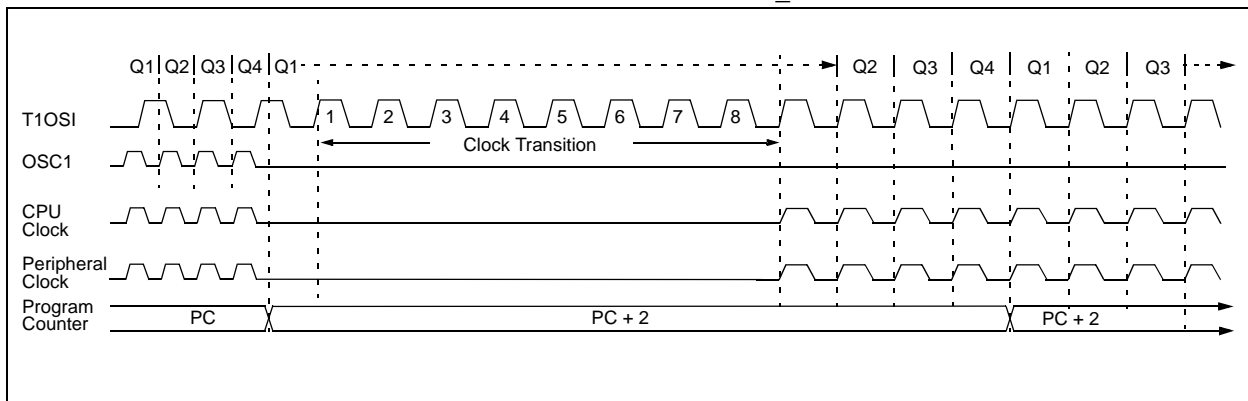 Q1 Q2 Q3 Q4 Q1 Q2 Q3 Q4 Q1 Q2 Q3
T1OSI 1 2 3 4 5 6 7 8
Clock Transition
OSC1
CPU
Clock
Peripheral
Clock
Program
Counter
PC PC + 2 PC + 2